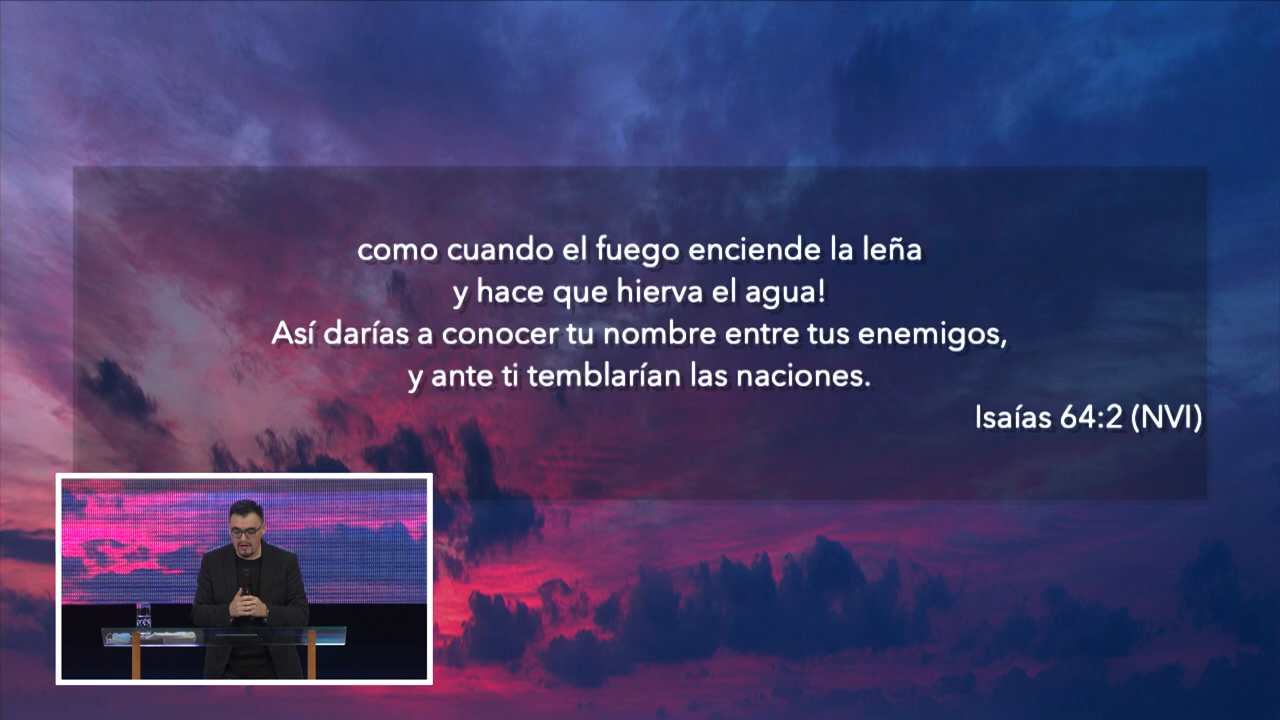 como cuando el fuego enciende la leña
y hace que hierva el agua!
Así darías a conocer tu nombre entre tus enemigos,
y ante ti temblarían las naciones.
Isaías 64:2 (NVI)